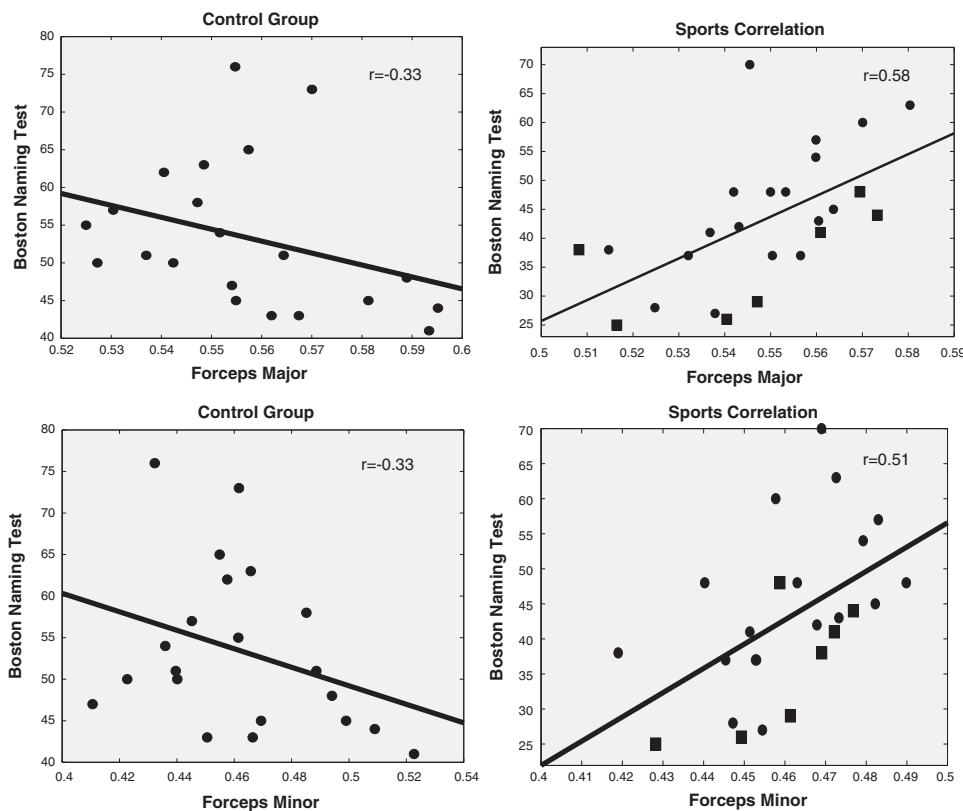 Control Group
r=-0.33
Boston Naming Test
80
75
70
65
60
55
50
45
40
0.52 0.53 0.54 0.55 0.56 0.57 0.58 0.59 0.6
Forceps Major
Sports Correlation
r=0.58
Boston Naming Test
70
65
60
55
50
45
40
35
30
25
0.5 0.51 0.52 0.53 0.54 0.55 0.56 0.57 0.58 0.59
Forceps Major
Control Group
r=-0.33
Boston Naming Test
80
75
70
65
60
55
50
45
40
0.4 0.42 0.44 0.46 0.48 0.5 0.52 0.54
Forceps Minor
Sports Correlation
r=0.51
Boston Naming Test
70
65
60
55
50
45
40
35
30
25
0.4 0.41 0.42 0.43 0.44 0.45 0.46 0.47 0.48 0.49 0.5
Forceps Minor